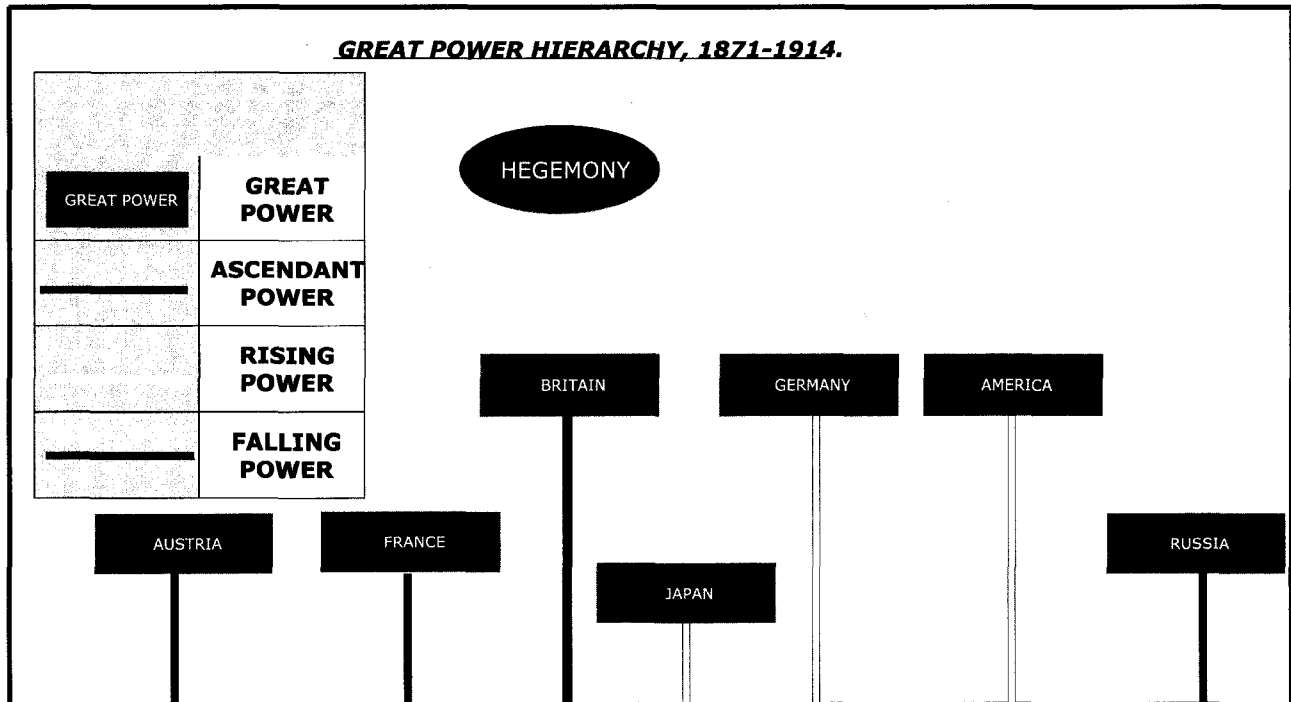 GREAT POWER HIERARCHY, 1871-1914.
HEGEMONY
GREAT POWER
GREAT
POWER
ASCENDANT
POWER
RISING
POWER
FALLING
POWER
BRITAIN
GERMANY
AMERICA
AUSTRIA
FRANCE
RUSSIA
JAPAN